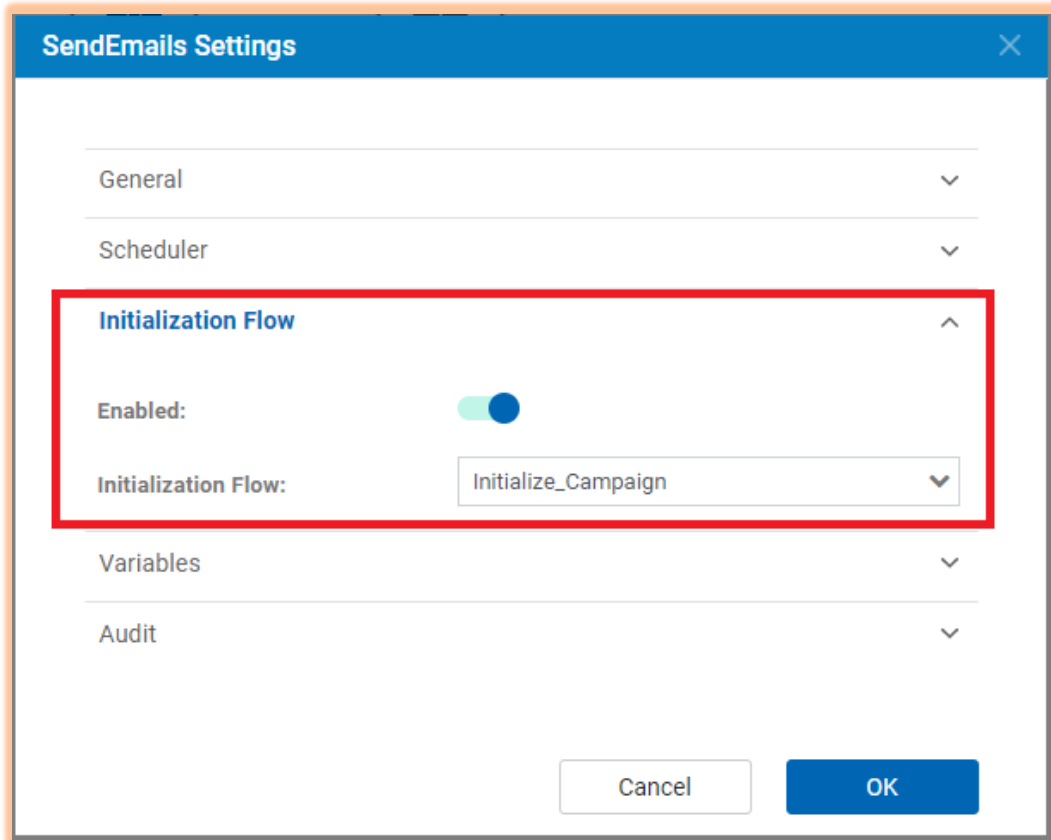 SendEmails Settings
General
Scheduler
Initialization Flow
Enabled:
Initialization Flow: Initialize_Campaign
Variables
Audit
Cancel OK